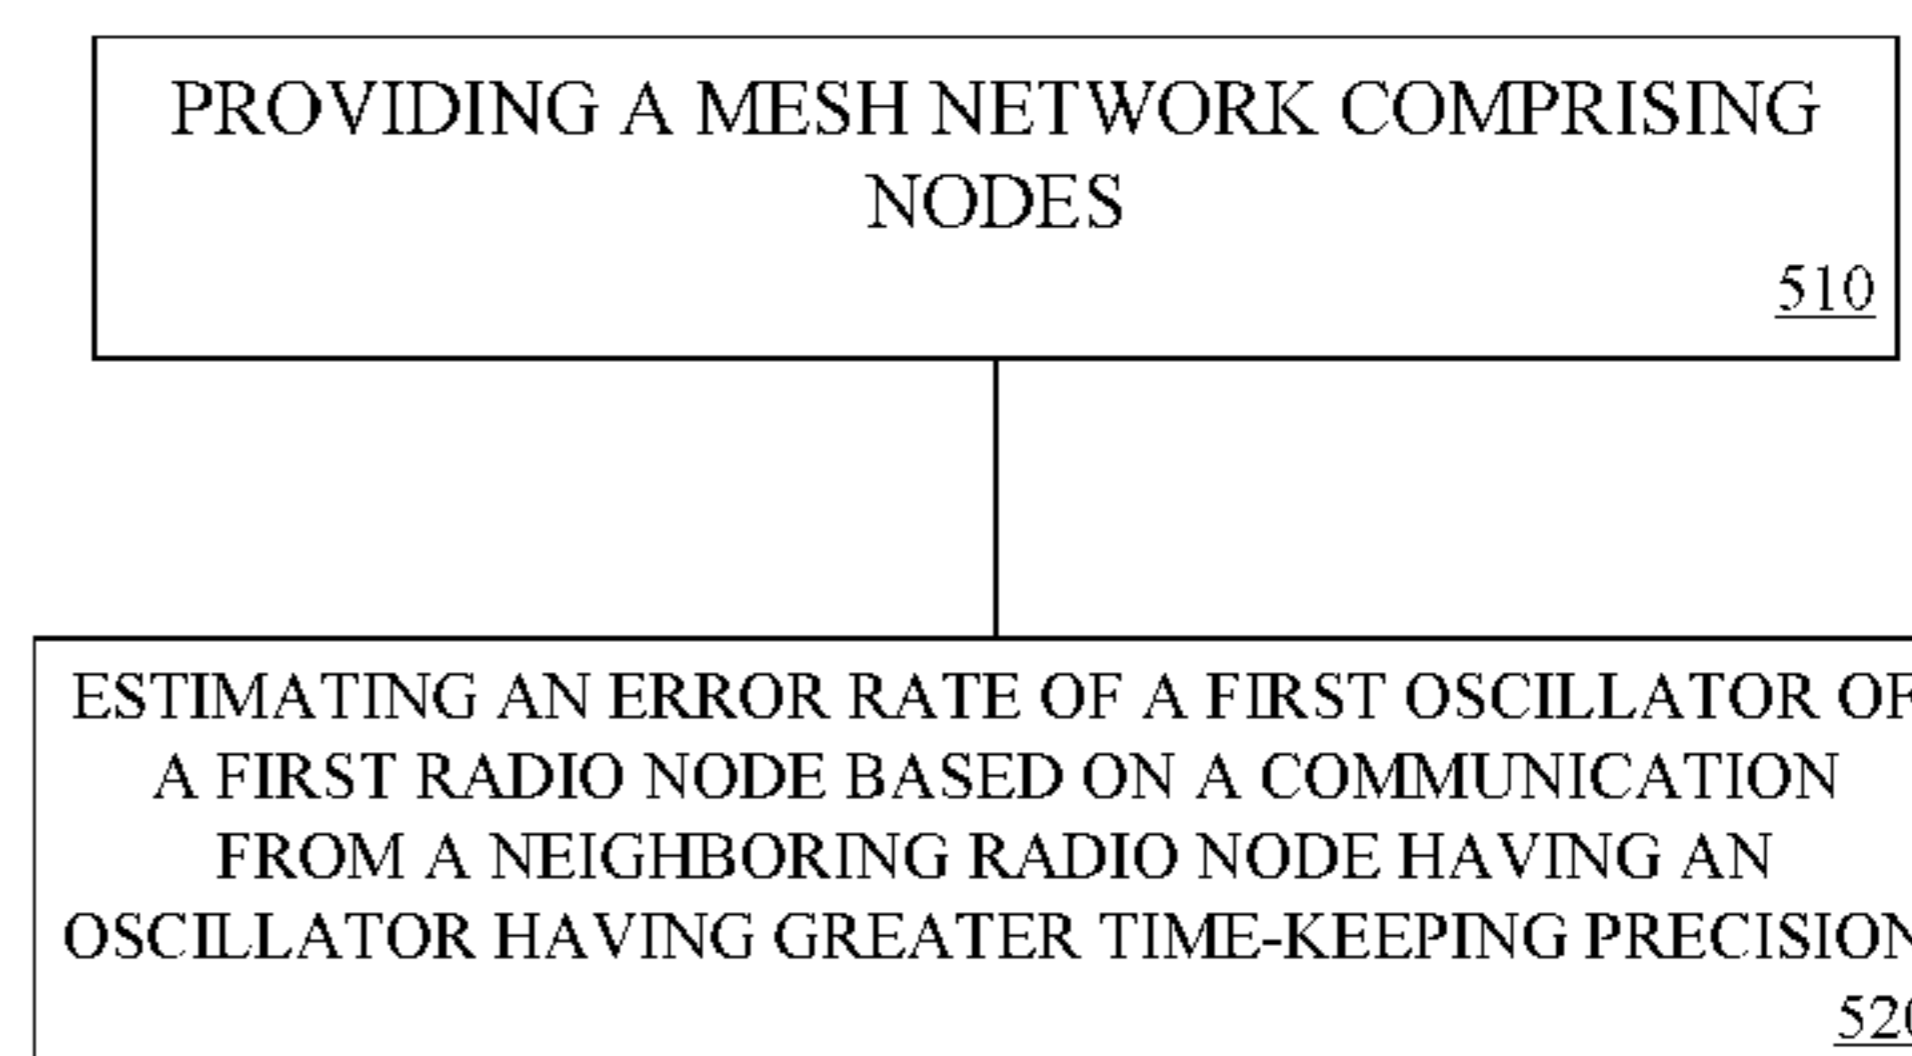 PROVIDING A MESH NETWORK COMPRISING
NODES
510
ESTIMATING AN ERROR RATE OF A FIRST OSCILLATOR OF
A FIRST RADIO NODE BASED ON A COMMUNICATION
FROM A NEIGHBORING RADIO NODE HAVING AN
OSCILLATOR HAVING GREATER TIME-KEEPING PRECISION
520